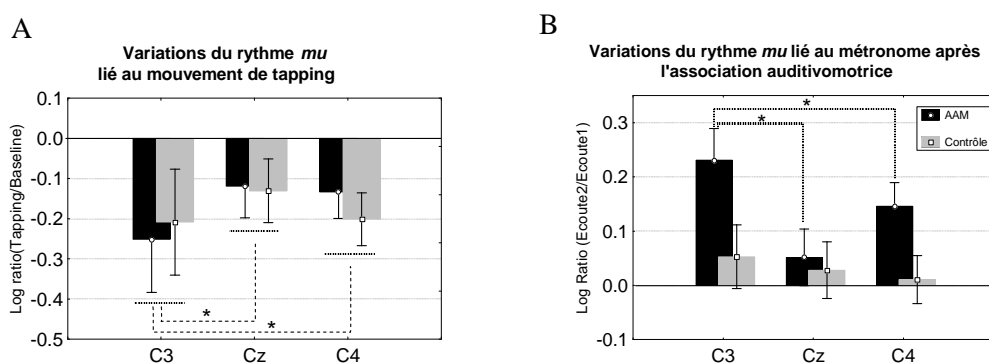 A
Variations du rythme mu
lié au mouvement de tapping
Log ratio(Tapping/Baseline)
0.1
0.0
-0.1
-0.2
-0.3
-0.4
-0.5
*
*
C3
Cz
C4
B
Variations du rythme mu lié au métronome après
l'association auditivomotrice
Log Ratio (Ecoute2/Ecoute1)
0.3
0.2
0.1
0.0
-0.1
*
*
AAM
Contrôle
C3
Cz
C4